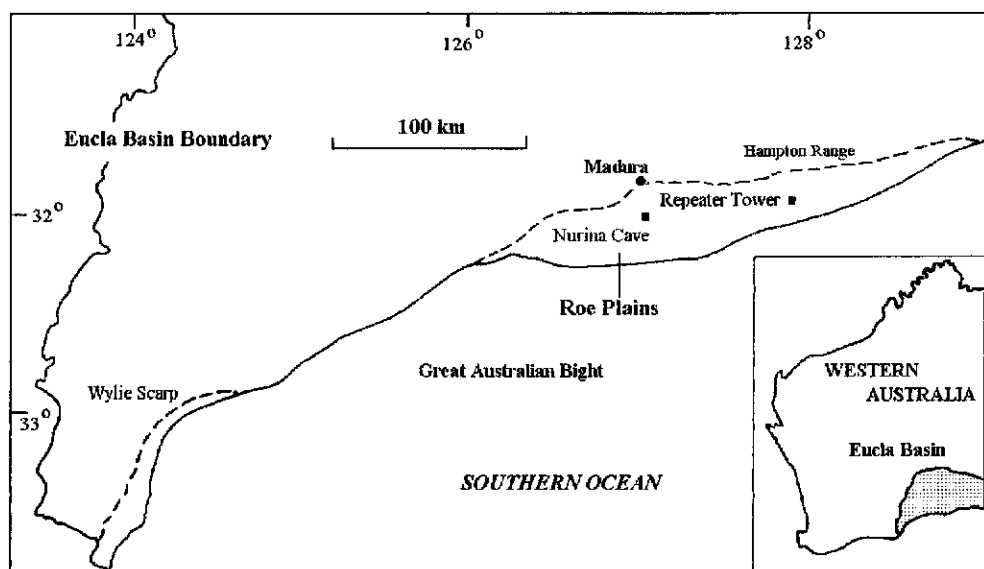 124°
126°
128°
Eucla Basin Boundary
100 km
Hampton Range
Madura
Repeater Tower
32°
Nurina Cave
Roe Plains
Great Australian Bight
Wylie Scarp
33°
SOUTHERN OCEAN
WESTERN
AUSTRALIA
Eucla Basin